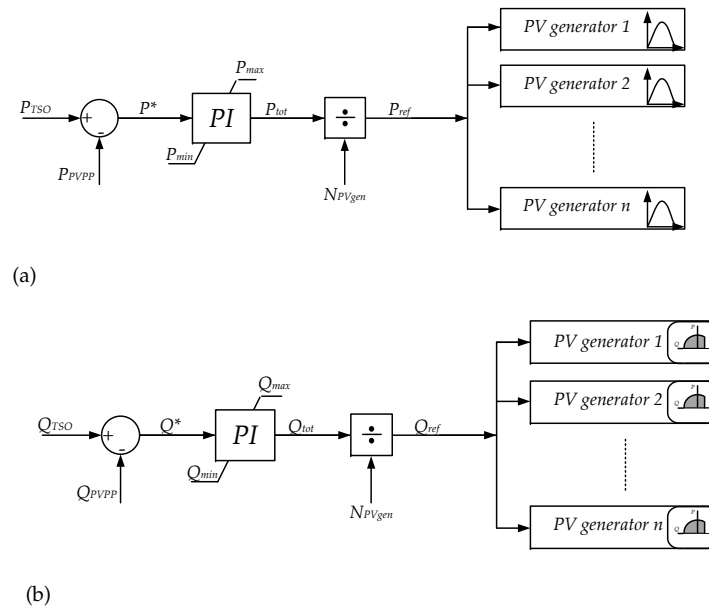 PV generator 1
P_max
PV generator 2
P_TSO
+
-
P*
PI
P_tot
÷
P_ref
P_min
P_PVPP
N_PVgen
PV generator n
(a)
PV generator 1
P
Q
Q_max
PV generator 2
P
Q
Q_TSO
+
-
Q*
PI
Q_tot
÷
Q_ref
Q_min
Q_PVPP
N_PVgen
PV generator n
P
Q
(b)